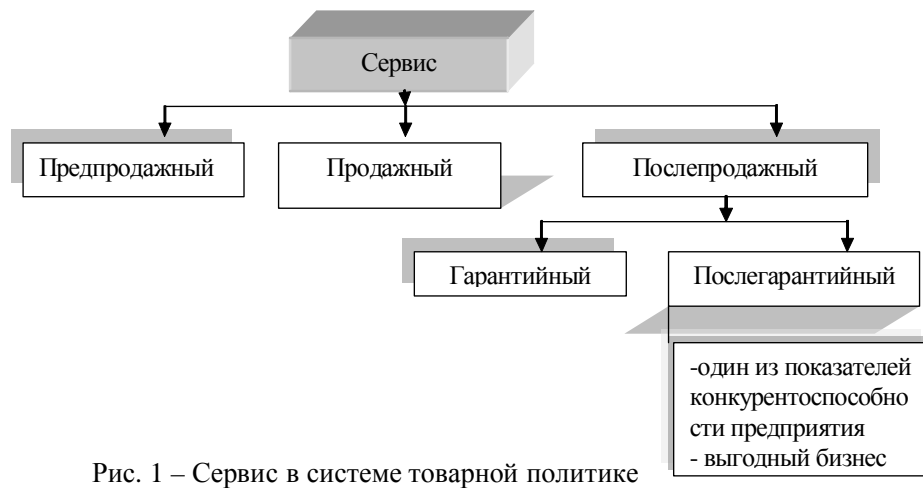 Сервис
Предпродажный
Продажный
Послепродажный
Гарантийный
Послегарантийный
-один из показателей
конкурентоспособно
сти предприятия
- выгодный бизнес
Рис. 1 – Сервис в системе товарной политике